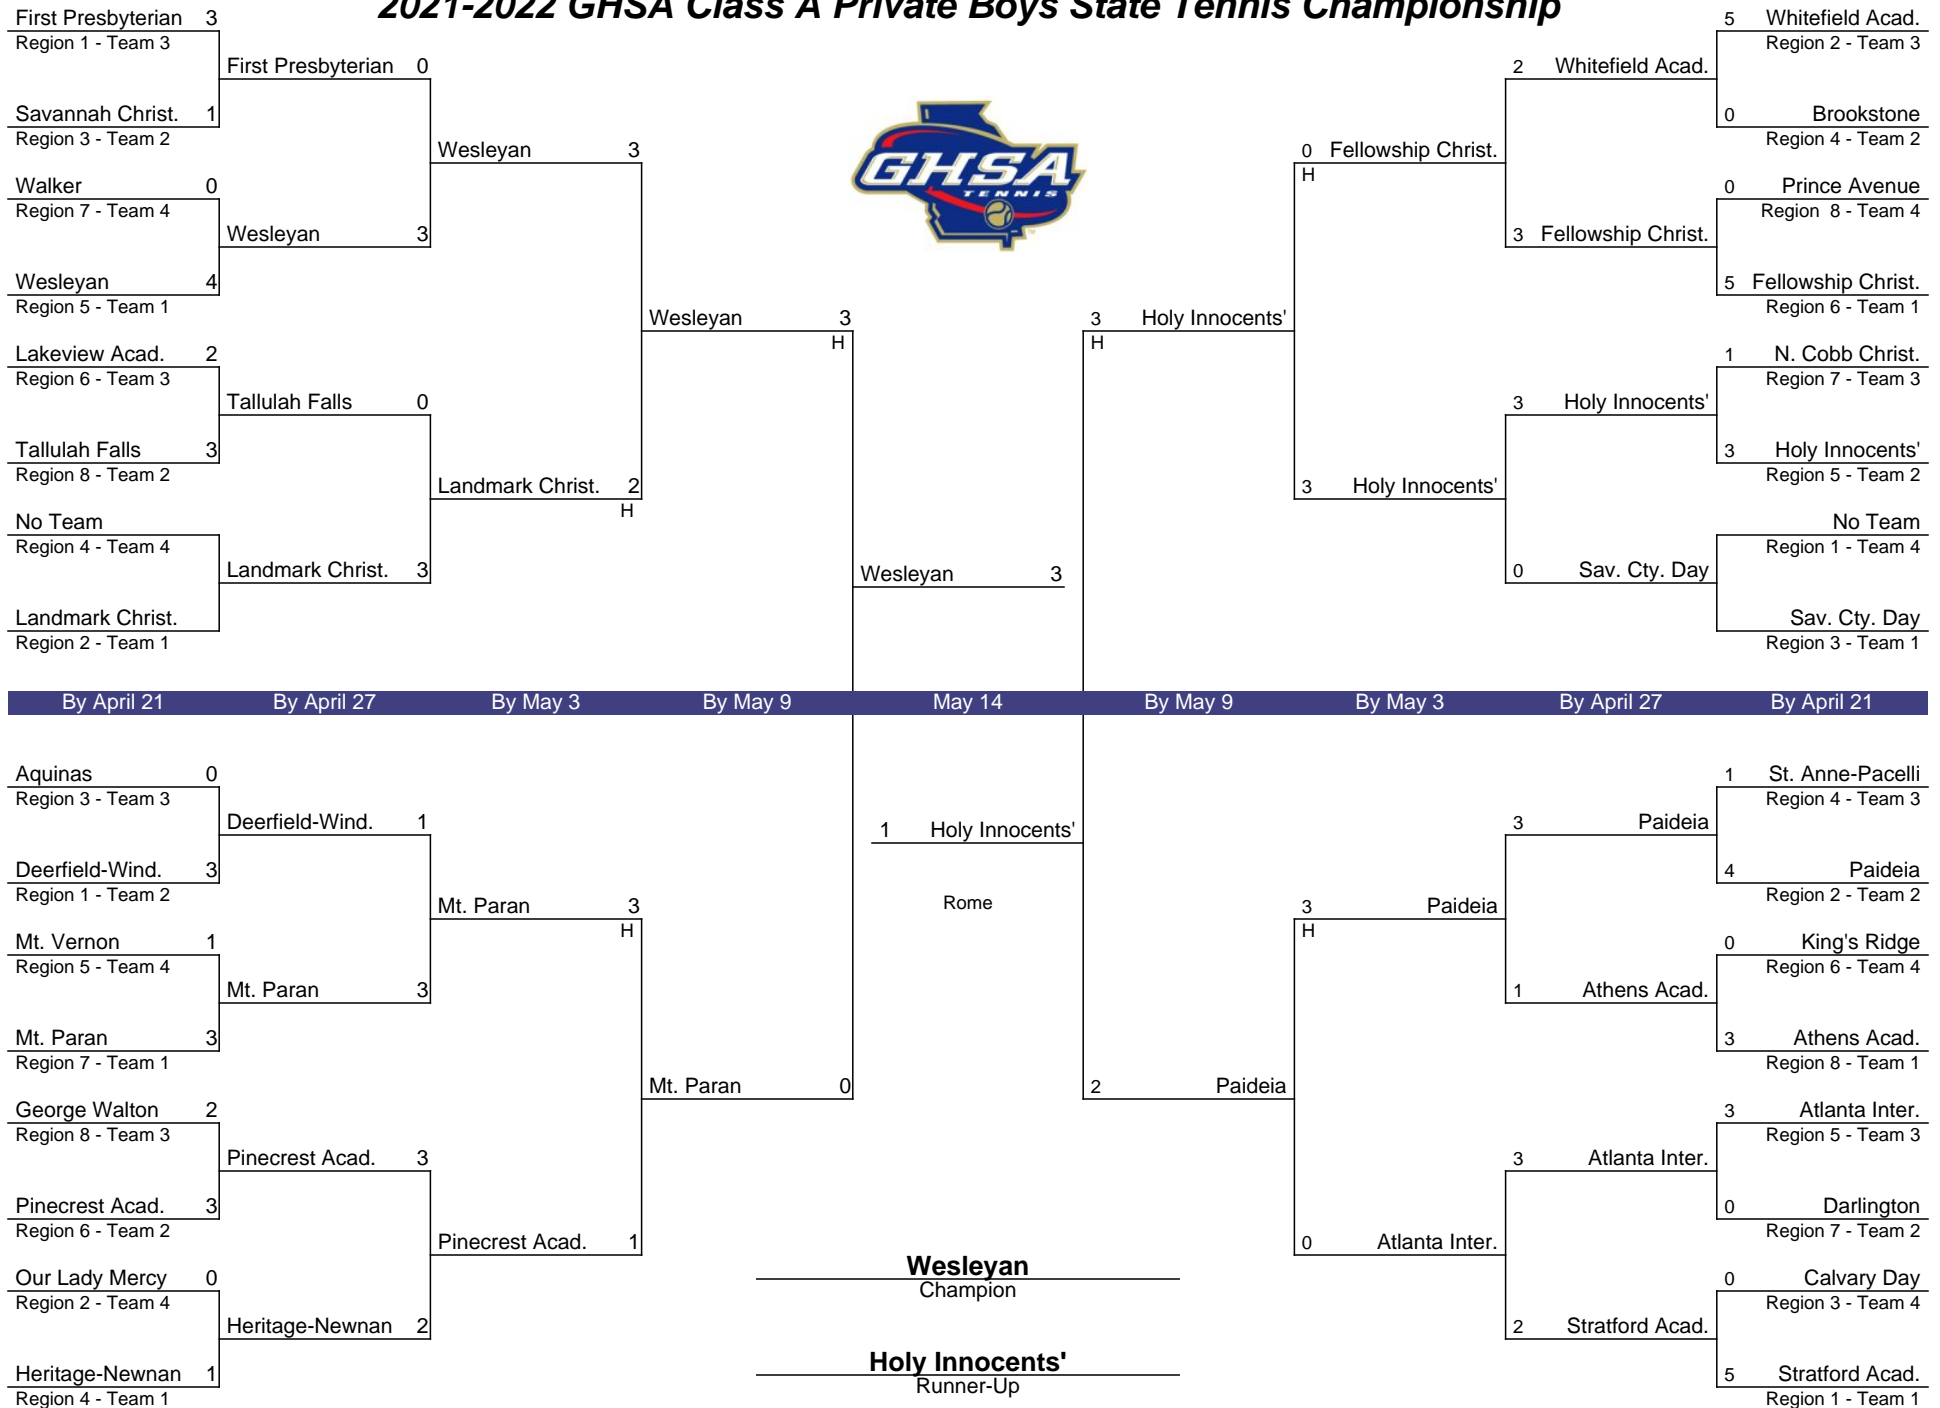 2021-2022 GHSA Class A Private Boys State Tennis Championship
First Presbyterian 3
Region 1 - Team 3
First Presbyterian 0
Savannah Christ. 1
Region 3 - Team 2
Wesleyan 3
Walker 0
Region 7 - Team 4
Wesleyan 3
Wesleyan 4
Region 5 - Team 1
Wesleyan 3
H
Lakeview Acad. 2
Region 6 - Team 3
Tallulah Falls 0
Tallulah Falls 3
Region 8 - Team 2
Landmark Christ. 2
H
No Team
Region 4 - Team 4
Landmark Christ. 3
Landmark Christ.
Region 2 - Team 1
Wesleyan 3
GHSA
TENNIS
5 Whitefield Acad.
Region 2 - Team 3
2 Whitefield Acad.
0 Brookstone
Region 4 - Team 2
0 Fellowship Christ.
H
0 Prince Avenue
Region 8 - Team 4
3 Fellowship Christ.
5 Fellowship Christ.
Region 6 - Team 1
3 Holy Innocents'
H
1 N. Cobb Christ.
Region 7 - Team 3
3 Holy Innocents'
3 Holy Innocents'
Region 5 - Team 2
3 Holy Innocents'
No Team
Region 1 - Team 4
0 Sav. Cty. Day
Sav. Cty. Day
Region 3 - Team 1
By April 21 By April 27 By May 3 By May 9 May 14 By May 9 By May 3 By April 27 By April 21
Aquinas 0
Region 3 - Team 3
Deerfield-Wind. 1
Deerfield-Wind. 3
Region 1 - Team 2
Mt. Paran 3
H
Mt. Vernon 1
Region 5 - Team 4
Mt. Paran 3
Mt. Paran 3
Region 7 - Team 1
Mt. Paran 0
George Walton 2
Region 8 - Team 3
Pinecrest Acad. 3
Pinecrest Acad. 3
Region 6 - Team 2
Pinecrest Acad. 1
Our Lady Mercy 0
Region 2 - Team 4
Heritage-Newnan 2
Heritage-Newnan 1
Region 4 - Team 1
1 Holy Innocents'
Rome
1 St. Anne-Pacelli
Region 4 - Team 3
3 Paideia
4 Paideia
Region 2 - Team 2
3 Paideia
H
0 King's Ridge
Region 6 - Team 4
1 Athens Acad.
3 Athens Acad.
Region 8 - Team 1
2 Paideia
3 Atlanta Inter.
Region 5 - Team 3
3 Atlanta Inter.
0 Darlington
Region 7 - Team 2
0 Atlanta Inter.
0 Calvary Day
Region 3 - Team 4
2 Stratford Acad.
5 Stratford Acad.
Region 1 - Team 1
Wesleyan
Champion
Holy Innocents'
Runner-Up